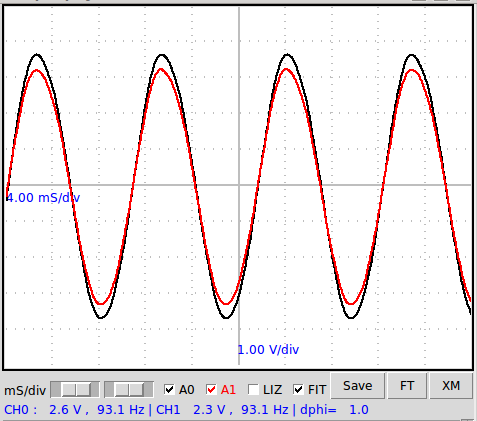 4.00 mS/div
1.00 V/div
mS/div A0 A1 LIZ FIT Save FT XM
CH0 : 2.6 V , 93.1 Hz | CH1 2.3 V , 93.1 Hz | dphi= 1.0